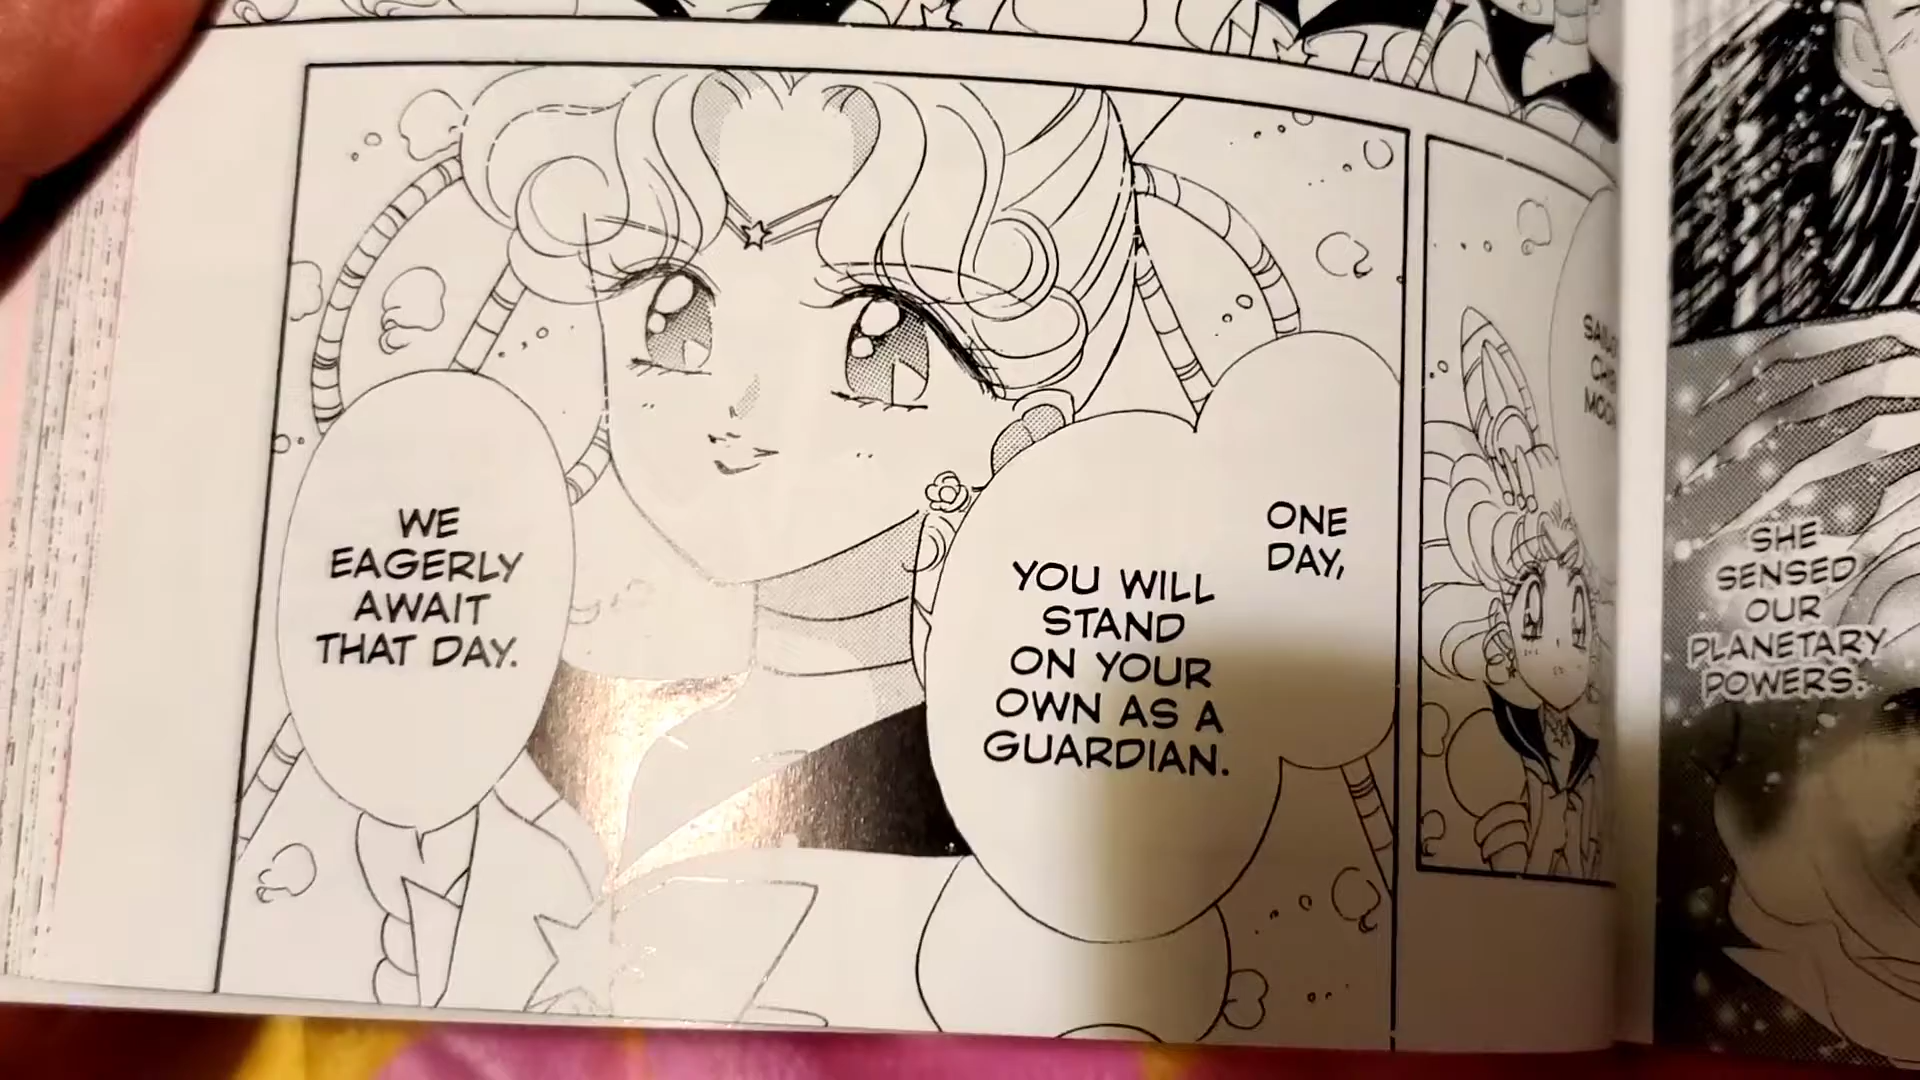 ONE
DAY,
YOU WILL
STAND
ON YOUR
OWN AS A
GUARDIAN.
WE
EAGERLY
AWAIT
THAT DAY.
SHE
SENSED
OUR
PLANETARY
POWERS.